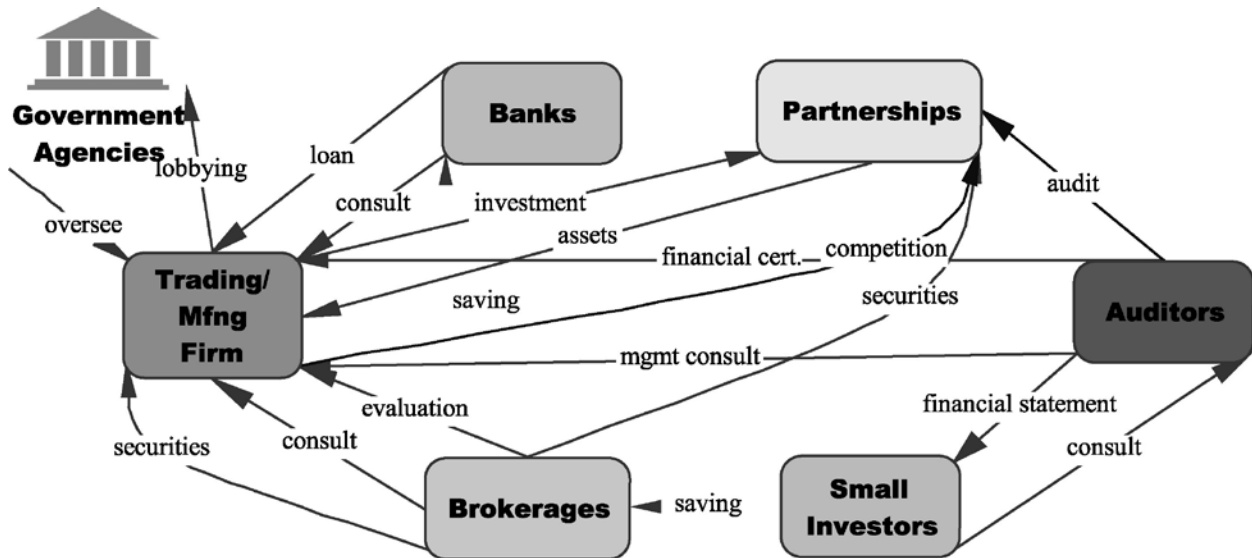 Government
Agencies
Banks
Partnerships
lobbying
loan
audit
consult
investment
oversee
assets
competition
financial cert.
Trading/
Mfng
Firm
saving
securities
Auditors
mgmt consult
evaluation
financial statement
securities
consult
consult
Brokerages
saving
Small
Investors